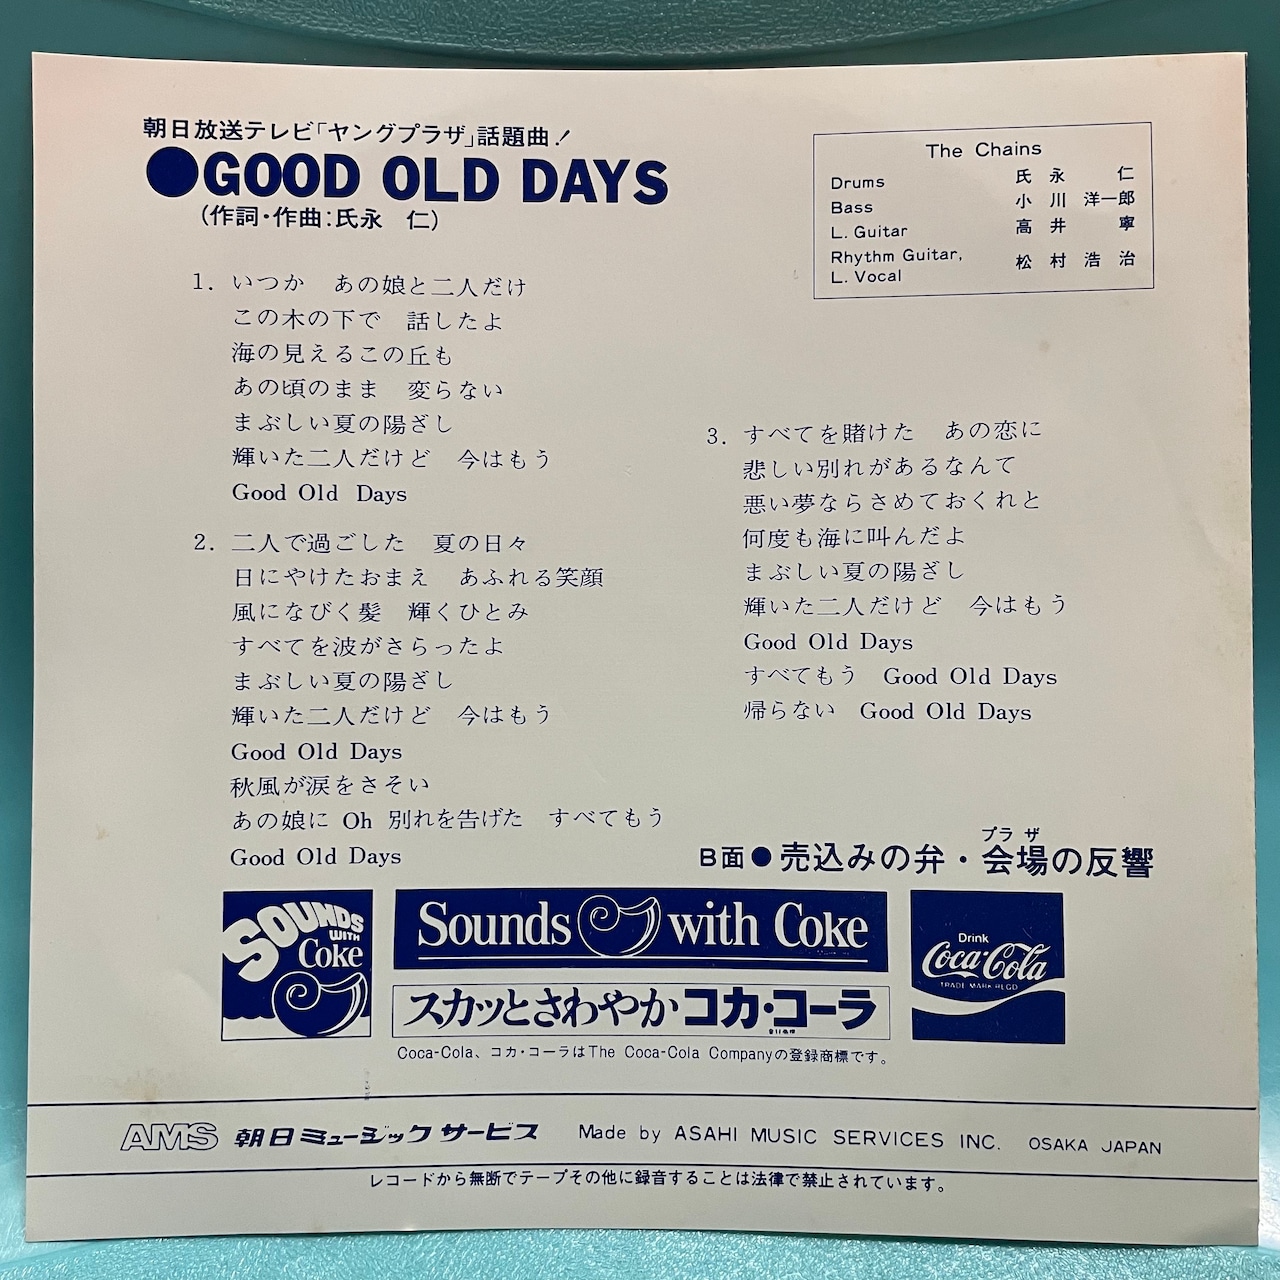 朝日放送テレビ「ヤングプラザ」話題曲!
●GOOD OLD DAYS
(作詞・作曲:氏永 仁)
The Chains
Drums 氏永 仁
Bass 小川 洋一郎
L. Guitar 高井 寧
Rhythm Guitar,
L. Vocal 松村浩治
1. いつか あの娘と二人だけ
この木の下で 話したよ
海の見えるこの丘も
あの頃のまま 変らない
まぶしい夏の陽ざし
輝いた二人だけど 今はもう
Good Old Days
2. 二人で過ごした 夏の日々
日にやけたおまえ あふれる笑顔
風になびく髪 輝くひとみ
すべてを波がさらったよ
まぶしい夏の陽ざし
輝いた二人だけど 今はもう
Good Old Days
秋風が涙をさそい
あの娘に Oh 別れを告げた すべてもう
Good Old Days
3. すべてを賭けた あの恋に
悲しい別れがあるなんて
悪い夢ならさめておくれと
何度も海に叫んだよ
まぶしい夏の陽ざし
輝いた二人だけど 今はもう
Good Old Days
すべてもう Good Old Days
帰らない Good Old Days
プラザ
B面●売込みの弁・会場の反響
SOUNDS
WITH
Coke
Sounds with Coke
スカッとさわやか コカ・コーラ
Drink
Coca-Cola
TRADE MARK REGD
Coca-Cola、コカ・コーラはThe Coca-Cola Companyの登録商標です。
AMS 朝日ミュージックサービス Made by ASAHI MUSIC SERVICES INC. OSAKA JAPAN
レコードから無断でテープその他に録音することは法律で禁止されています。